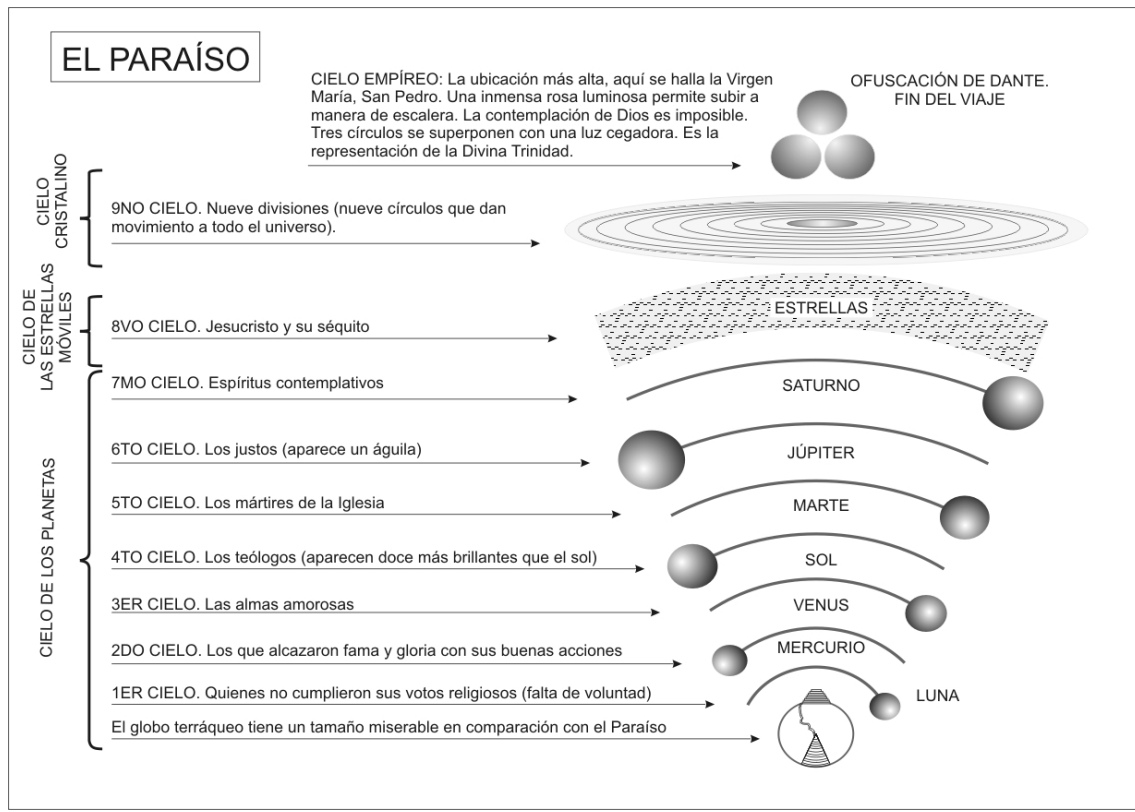 EL PARAÍSO
CIELO EMPÍREO: La ubicación más alta, aquí se halla la Virgen
María, San Pedro. Una inmensa rosa luminosa permite subir a
manera de escalera. La contemplación de Dios es imposible.
Tres círculos se superponen con una luz cegadora. Es la
representación de la Divina Trinidad.
OFUSCACIÓN DE DANTE.
FIN DEL VIAJE
CIELO
CRISTALINO
9NO CIELO. Nueve divisiones (nueve círculos que dan
movimiento a todo el universo).
CIELO DE
LAS ESTRELLAS
MÓVILES
8VO CIELO. Jesucristo y su séquito
ESTRELLAS
CIELO DE LOS PLANETAS
7MO CIELO. Espíritus contemplativos
SATURNO
6TO CIELO. Los justos (aparece un águila)
JÚPITER
5TO CIELO. Los mártires de la Iglesia
MARTE
4TO CIELO. Los teólogos (aparecen doce más brillantes que el sol)
SOL
3ER CIELO. Las almas amorosas
VENUS
2DO CIELO. Los que alcazaron fama y gloria con sus buenas acciones
MERCURIO
1ER CIELO. Quienes no cumplieron sus votos religiosos (falta de voluntad)
LUNA
El globo terráqueo tiene un tamaño miserable en comparación con el Paraíso